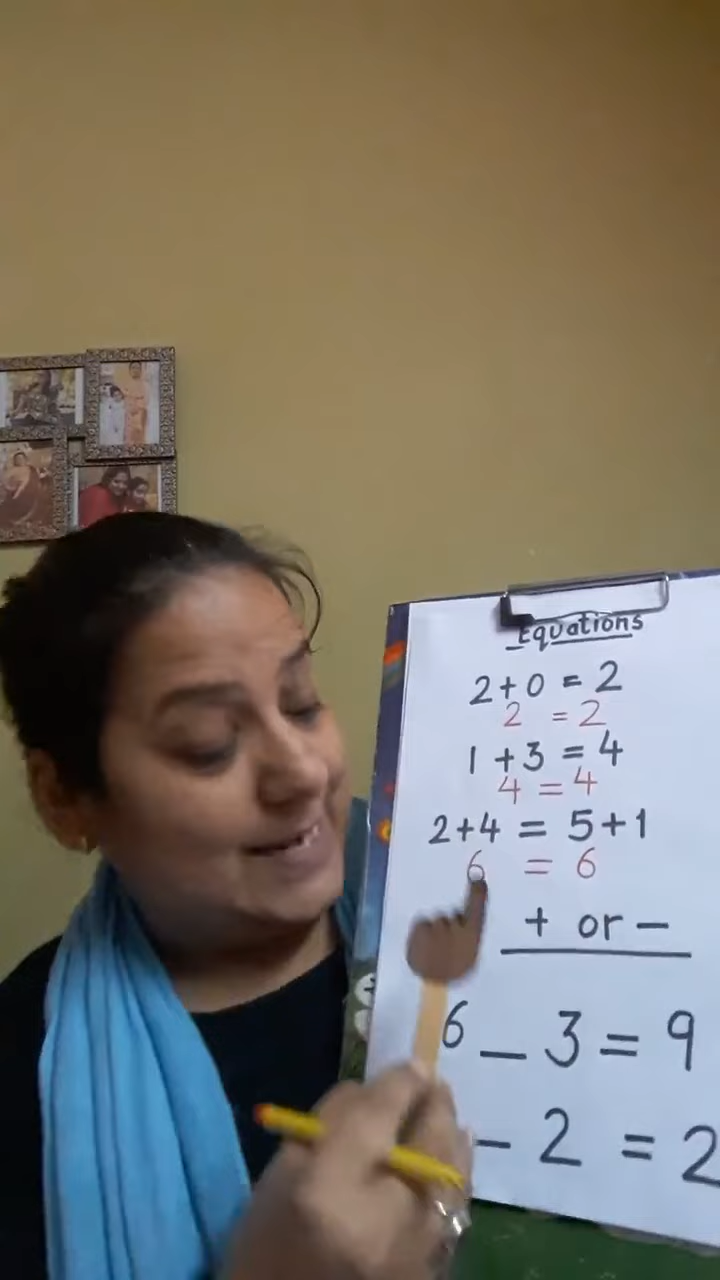 Equations
2+0 = 2
2 = 2
1+3 = 4
4 = 4
2+4 = 5+1
6 = 6
+ or -
6 _ 3 = 9
_ 2 = 2